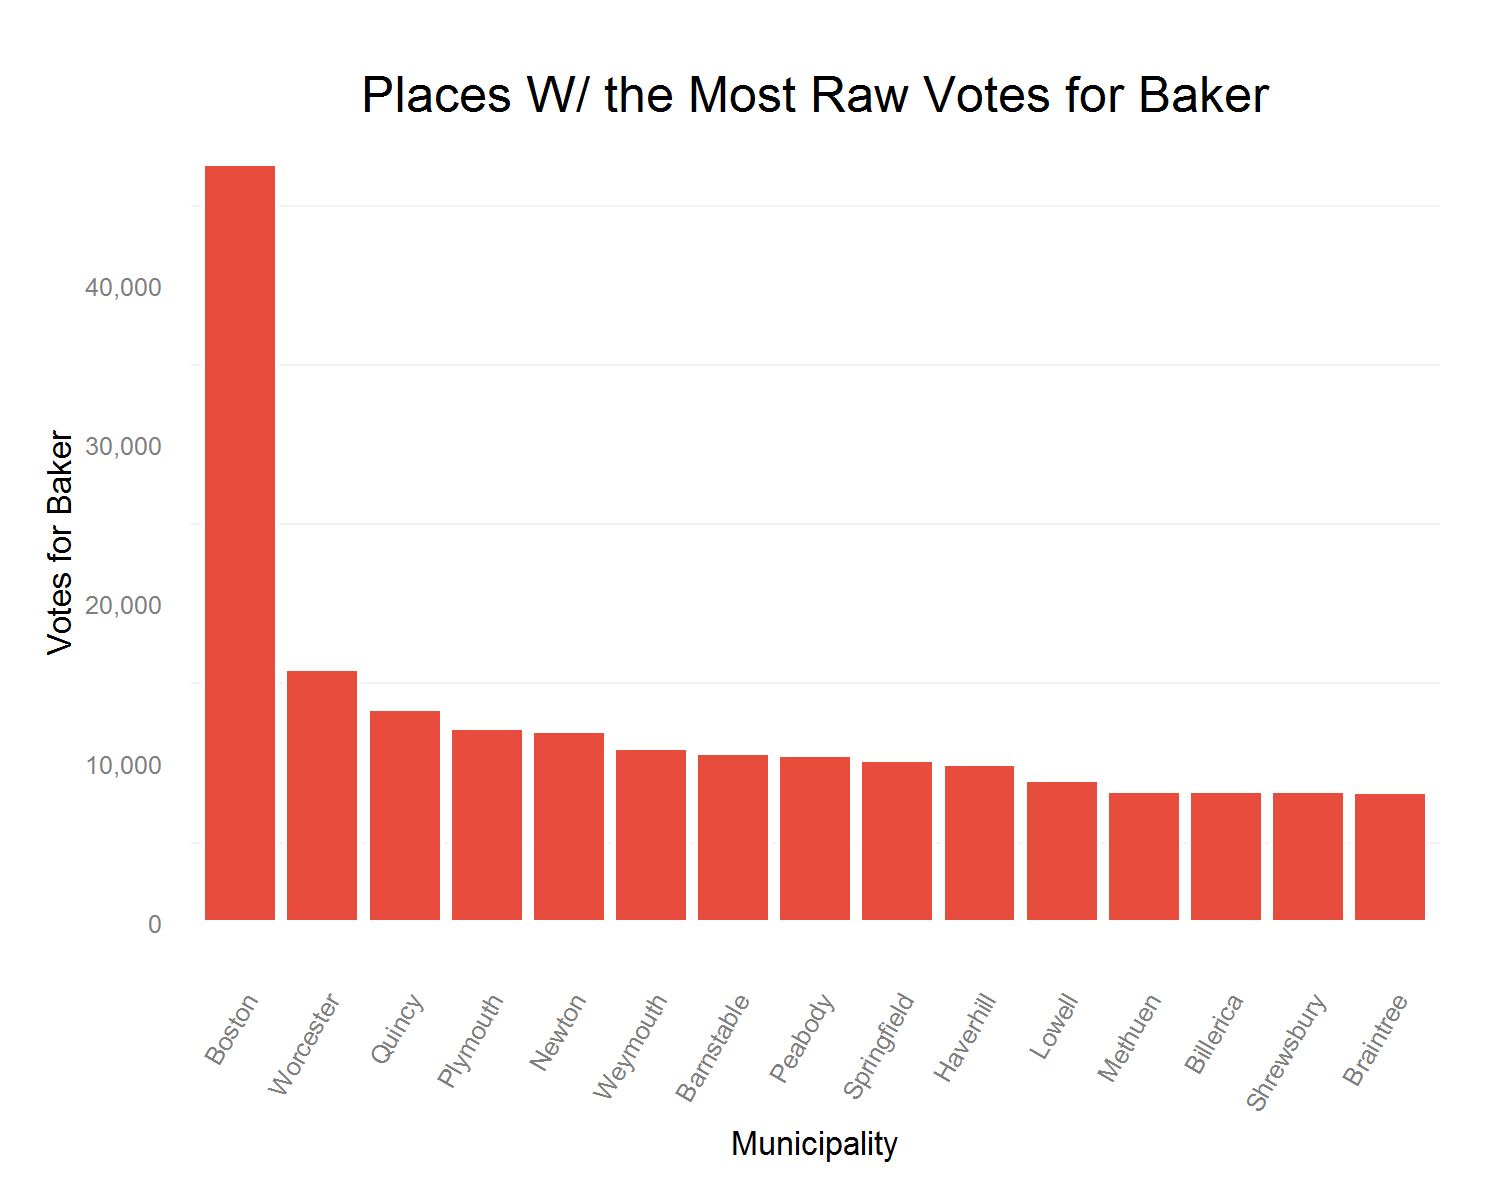 Places W/ the Most Raw Votes for Baker
Votes for Baker
40,000
30,000
20,000
10,000
0
Boston
Worcester
Quincy
Plymouth
Newton
Weymouth
Barnstable
Peabody
Springfield
Haverhill
Lowell
Methuen
Billerica
Shrewsbury
Braintree
Municipality